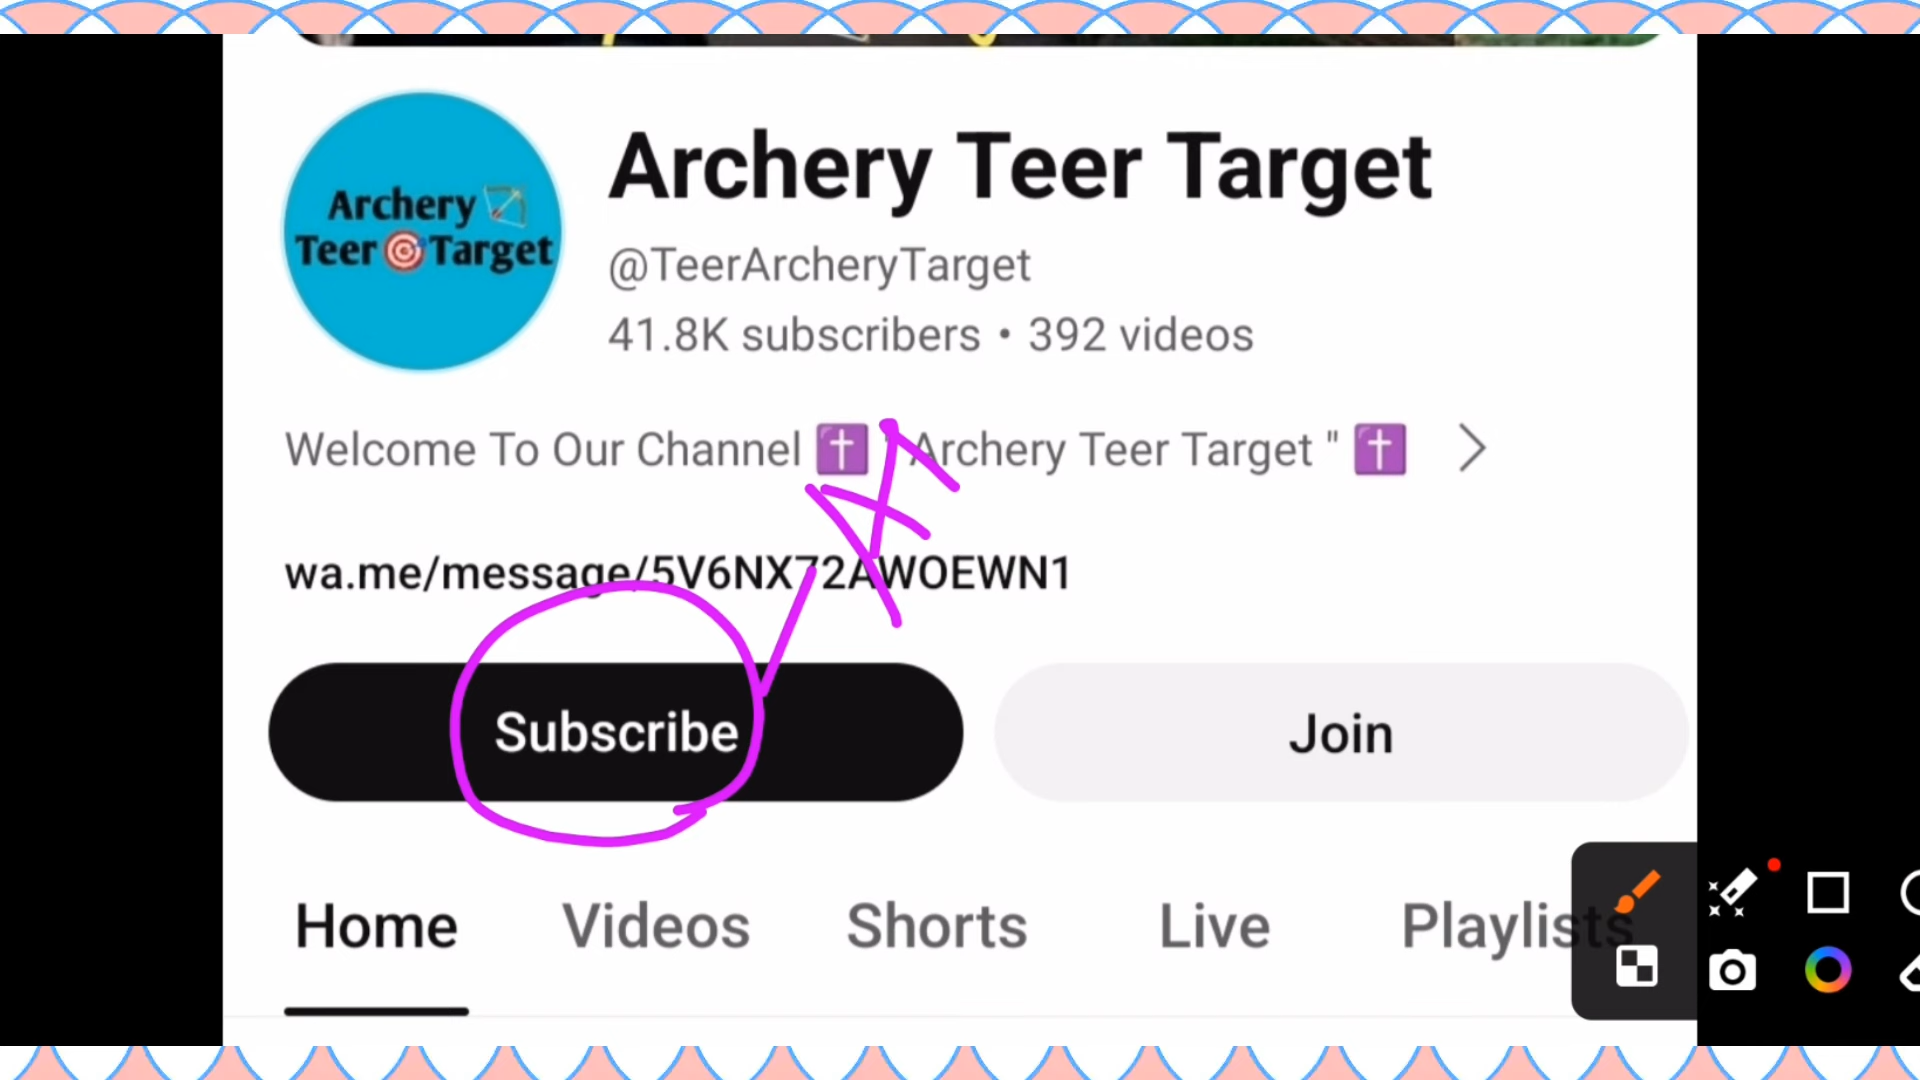 Archery 🏹
Teer 🎯 Target
Archery Teer Target
@TeerArcheryTarget
41.8K subscribers • 392 videos
Welcome To Our Channel ✝️ " Archery Teer Target " ✝️
wa.me/message/5V6NX72AWOEWN1
Subscribe
Join
Home Videos Shorts Live Playlists